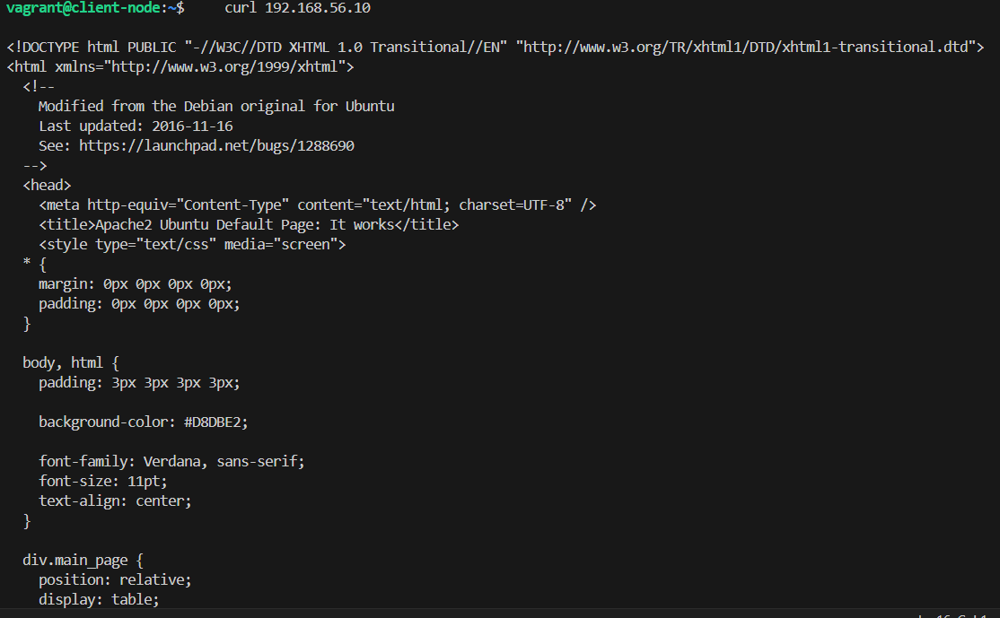 vagrant@client-node:~$     curl 192.168.56.10

<!DOCTYPE html PUBLIC "-//W3C//DTD XHTML 1.0 Transitional//EN" "http://www.w3.org/TR/xhtml1/DTD/xhtml1-transitional.dtd">
<html xmlns="http://www.w3.org/1999/xhtml">
  <!--
    Modified from the Debian original for Ubuntu
    Last updated: 2016-11-16
    See: https://launchpad.net/bugs/1288690
  -->
  <head>
    <meta http-equiv="Content-Type" content="text/html; charset=UTF-8" />
    <title>Apache2 Ubuntu Default Page: It works</title>
    <style type="text/css" media="screen">
  * {
    margin: 0px 0px 0px 0px;
    padding: 0px 0px 0px 0px;
  }

  body, html {
    padding: 3px 3px 3px 3px;

    background-color: #D8DBE2;

    font-family: Verdana, sans-serif;
    font-size: 11pt;
    text-align: center;
  }

  div.main_page {
    position: relative;
    display: table;